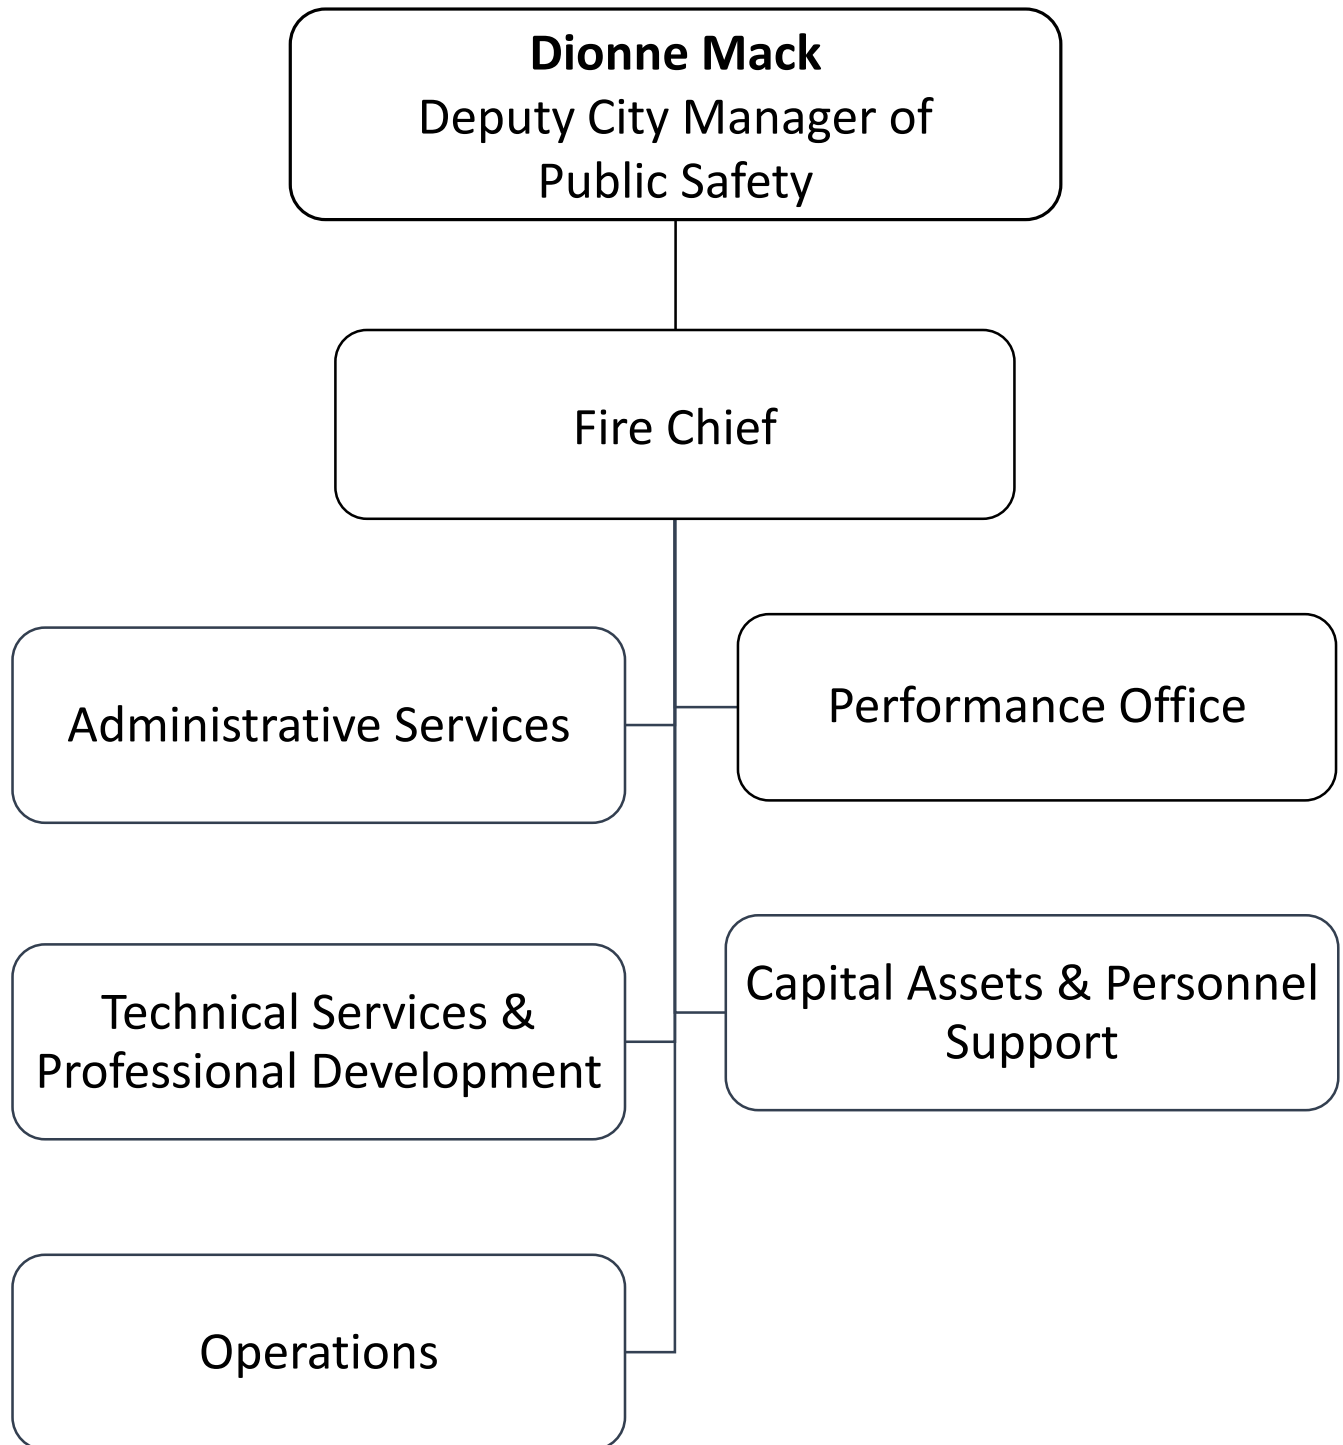 Dionne Mack
Deputy City Manager of
Public Safety
Fire Chief
Administrative Services
Performance Office
Technical Services &
Professional Development
Capital Assets & Personnel
Support
Operations